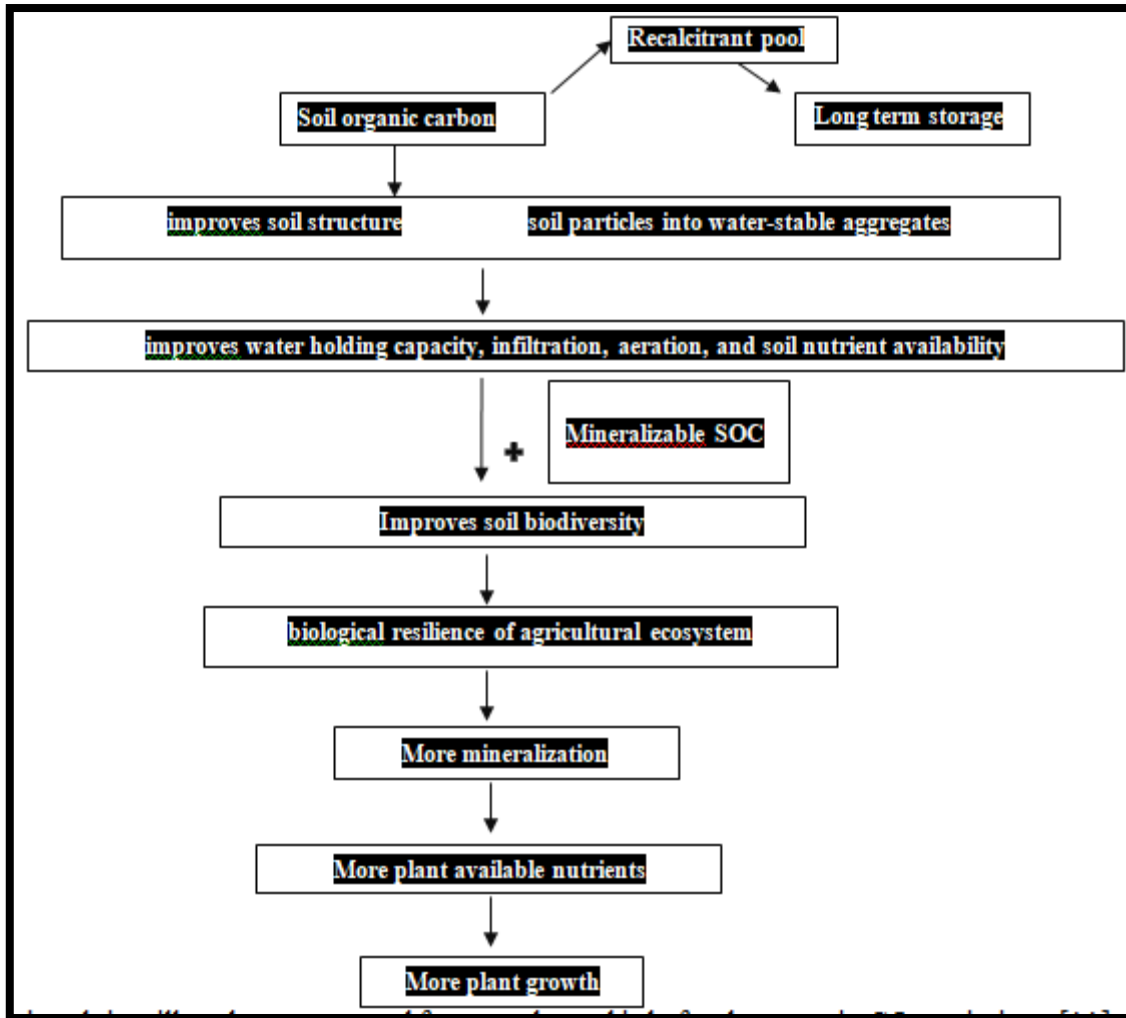 Recalcitrant pool
Soil organic carbon
Long term storage
improves soil structure soil particles into water-stable aggregates
improves water holding capacity, infiltration, aeration, and soil nutrient availability
Mineralizable SOC
+
Improves soil biodiversity
biological resilience of agricultural ecosystem
More mineralization
More plant available nutrients
More plant growth